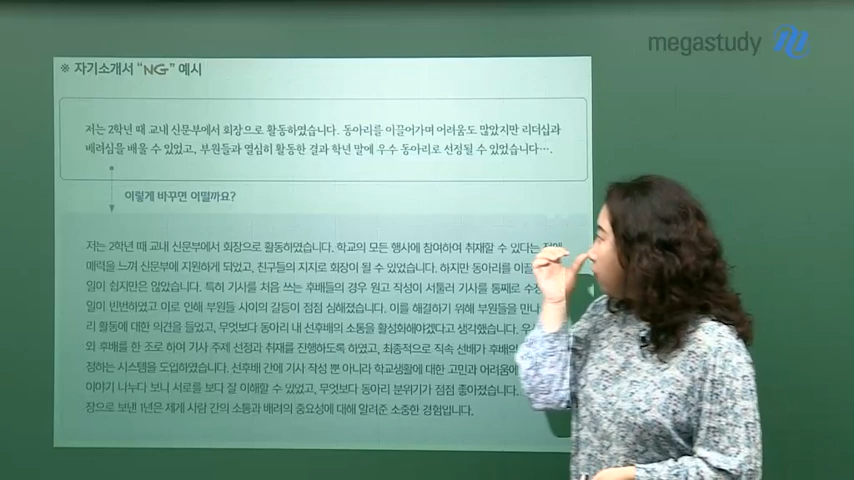 megastudy
※ 자기소개서 "NG" 예시
저는 2학년 때 교내 신문부에서 회장으로 활동하였습니다. 동아리를 이끌어가며 어려움도 많았지만 리더십과
배려심을 배울 수 있었고, 부원들과 열심히 활동한 결과 학년 말에 우수 동아리로 선정될 수 있었습니다….
이렇게 바꾸면 어떨까요?
저는 2학년 때 교내 신문부에서 회장으로 활동하였습니다. 학교의 모든 행사에 참여하여 취재할 수 있다는
매력을 느껴 신문부에 지원하게 되었고, 친구들의 지지로 회장이 될 수 있었습니다. 하지만 동아리를
일이 쉽지만은 않았습니다. 특히 기사를 처음 쓰는 후배들의 경우 원고 작성이 서툴러 기사를 통째로
일이 빈번하였고 이로 인해 부원들 사이의 갈등이 점점 심해졌습니다. 이를 해결하기 위해 부원들을
리 활동에 대한 의견을 들었고, 무엇보다 동아리 내 선후배의 소통을 활성화해야겠다고 생각했습니다.
와 후배를 한 조로 하여 기사 주제 선정과 취재를 진행하도록 하였고, 최종적으로 직속 선배가 후배의
정하는 시스템을 도입하였습니다. 선후배 간에 기사 작성 뿐 아니라 학교생활에 대한 고민과 어려움
이야기 나누다 보니 서로를 보다 잘 이해할 수 있었고, 무엇보다 동아리 분위기가 점점 좋아졌습니다.
장으로 보낸 1년은 제게 사람 간의 소통과 배려의 중요성에 대해 알려준 소중한 경험입니다.